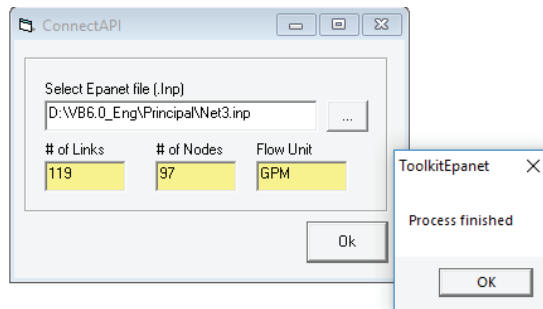 ConnectAPI
Select Epanet file (.Inp)
D:\VB6.0_Eng\Principal\Net3.inp
...
# of Links # of Nodes Flow Unit
119 97 GPM
Ok
ToolkitEpanet
Process finished
OK